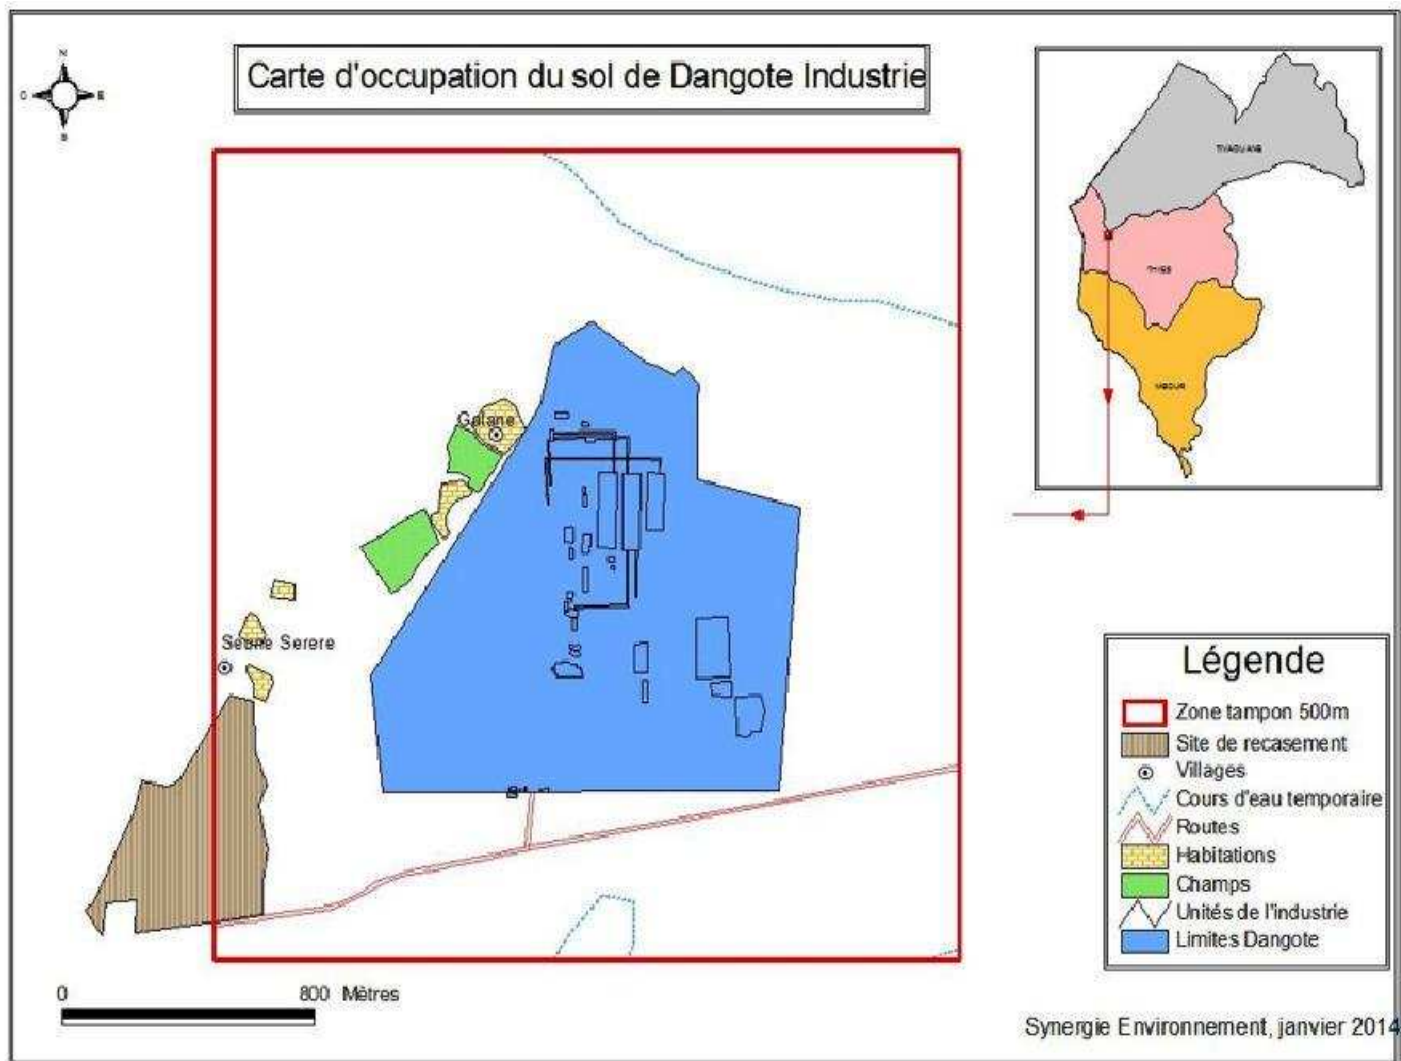 Carte d'occupation du sol de Dangote Industrie
N
O
E
S
TIVAOUANE
THIES
MBOUR
Galane
Sebne Serere
Légende
Zone tampon 500m
Site de recasement
Villages
Cours d'eau temporaire
Routes
Habitations
Champs
Unités de l'industrie
Limites Dangote
0 800 Mètres
Synergie Environnement, janvier 2014